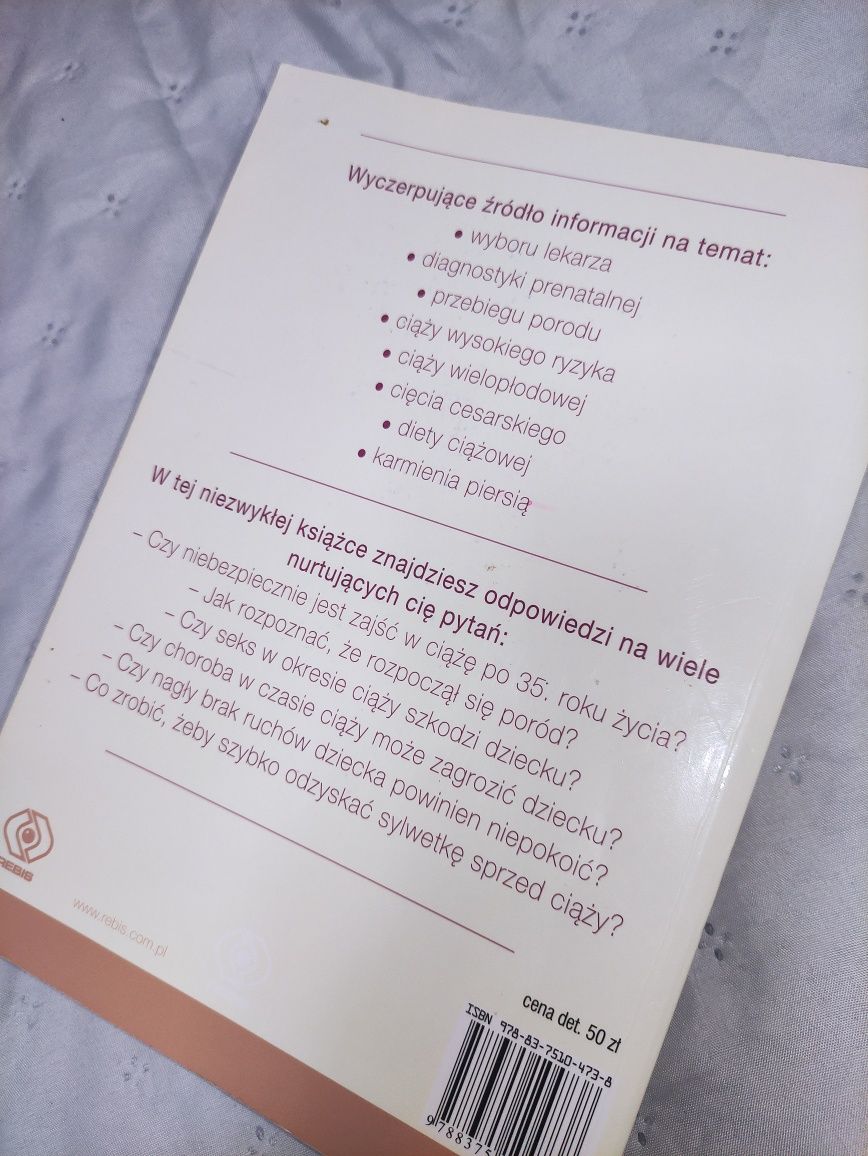 Wyczerpujące źródło informacji na temat:
• wyboru lekarza
• diagnostyki prenatalnej
• przebiegu porodu
• ciąży wysokiego ryzyka
• ciąży wielopłodowej
• cięcia cesarskiego
• diety ciążowej
• karmienia piersią
W tej niezwykłej książce znajdziesz odpowiedzi na wiele
nurtujących cię pytań:
– Czy niebezpiecznie jest zajść w ciążę po 35. roku życia?
– Jak rozpoznać, że rozpoczął się poród?
– Czy seks w okresie ciąży szkodzi dziecku?
– Czy choroba w czasie ciąży może zagrozić dziecku?
– Czy nagły brak ruchów dziecka powinien niepokoić?
– Co zrobić, żeby szybko odzyskać sylwetkę sprzed ciąży?
REBIS
www.rebis.com.pl
cena det. 50 zł
ISBN 978-83-7510-473-8
9 788375